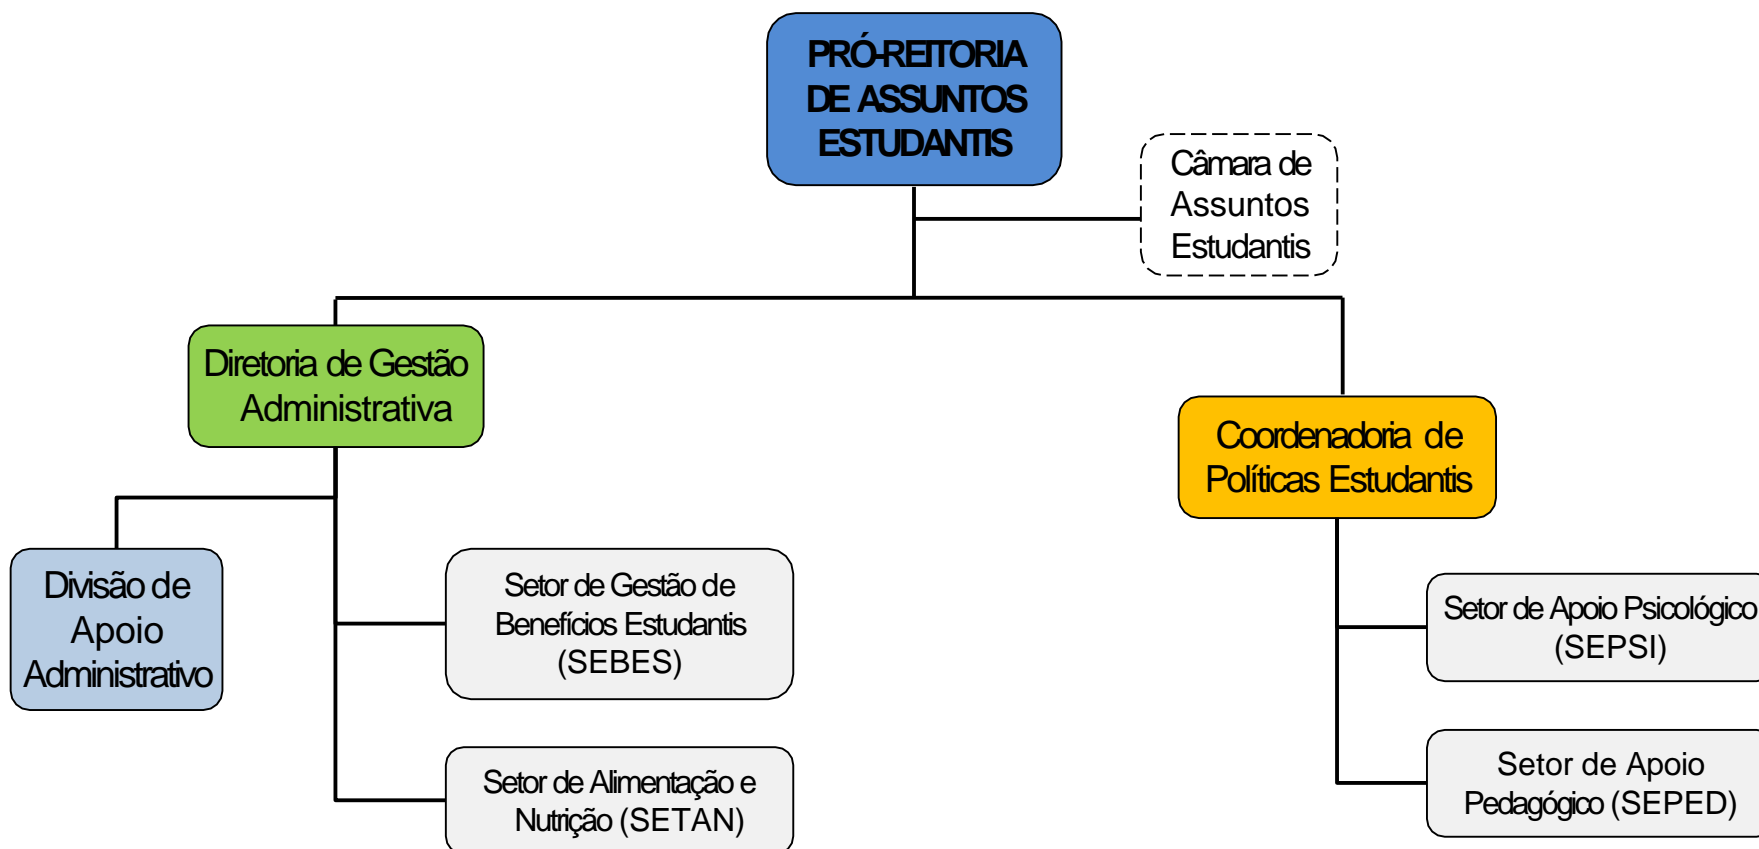 PRÓ-REITORIA
DE ASSUNTOS
ESTUDANTIS
Câmara de
Assuntos
Estudantis
Diretoria de Gestão
Administrativa
Coordenadoria de
Políticas Estudantis
Divisão de
Apoio
Administrativo
Setor de Gestão de
Benefícios Estudantis
(SEBES)
Setor de Apoio Psicológico
(SEPSI)
Setor de Alimentação e
Nutrição (SETAN)
Setor de Apoio
Pedagógico (SEPED)